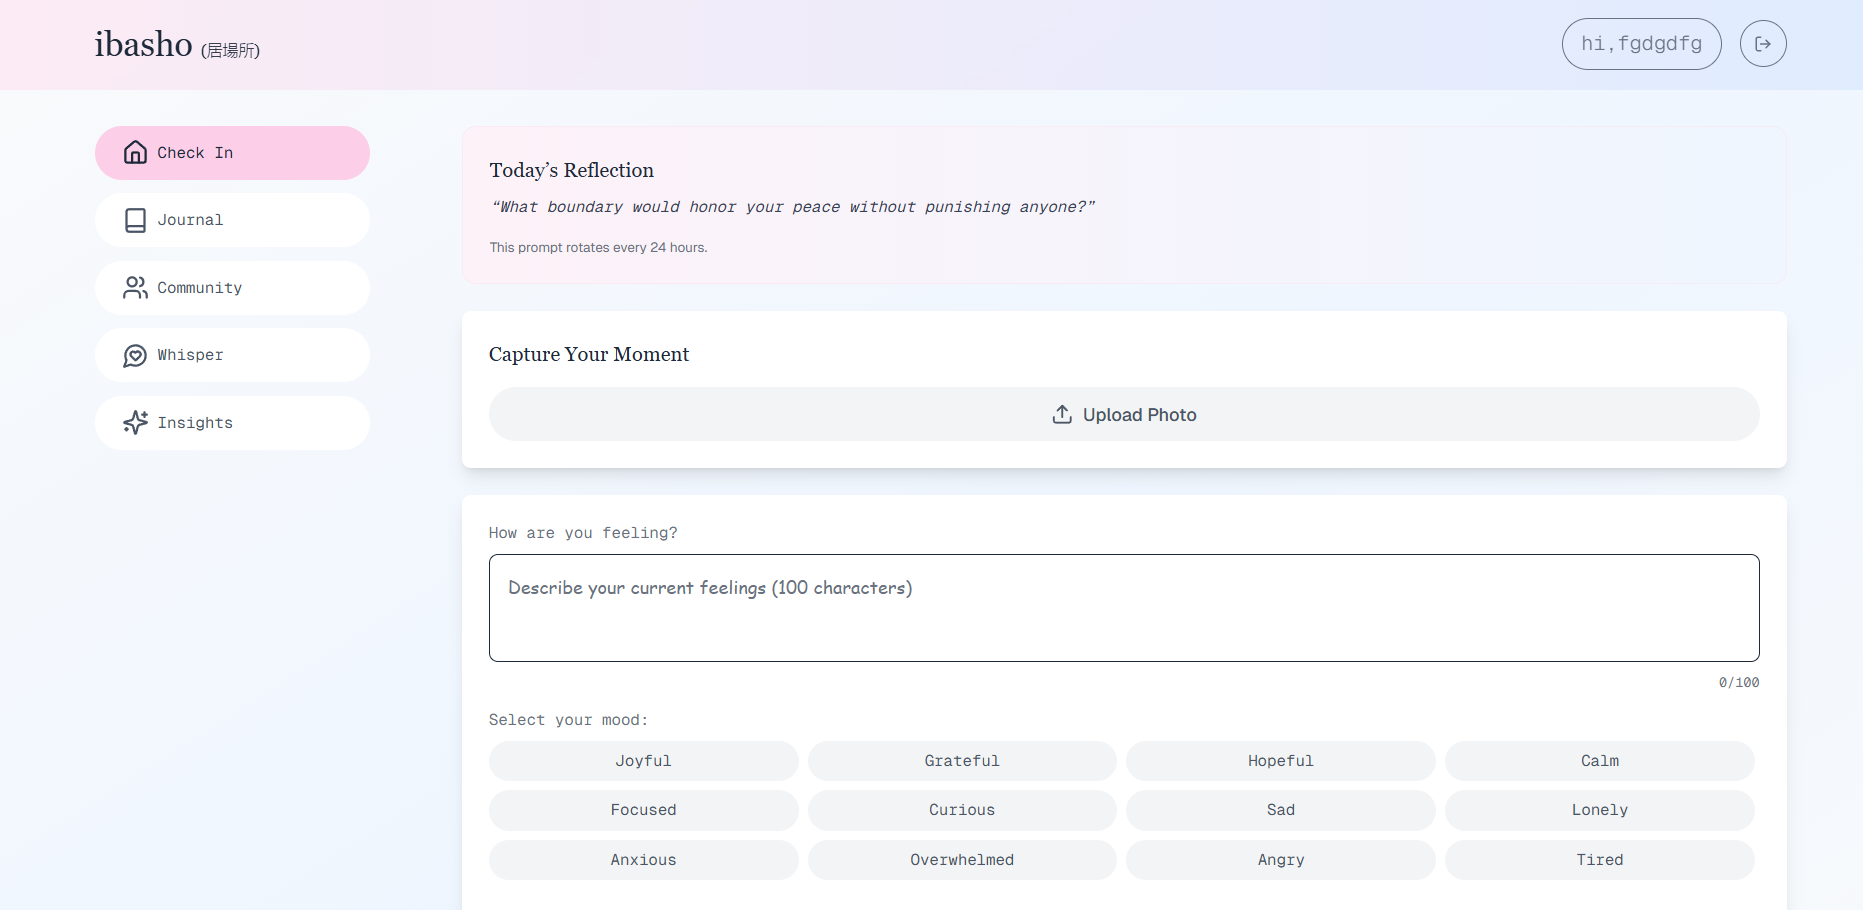 ibasho (居場所)
hi,fgdgdfg
Check In
Journal
Community
Whisper
Insights
Today’s Reflection
“What boundary would honor your peace without punishing anyone?”
This prompt rotates every 24 hours.
Capture Your Moment
Upload Photo
How are you feeling?
Describe your current feelings (100 characters)
0/100
Select your mood:
Joyful Grateful Hopeful Calm
Focused Curious Sad Lonely
Anxious Overwhelmed Angry Tired